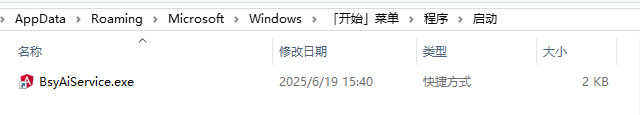 AppData > Roaming > Microsoft > Windows > 「开始」菜单 > 程序 > 启动
名称 修改日期 类型 大小
BsyAiService.exe 2025/6/19 15:40 快捷方式 2 KB